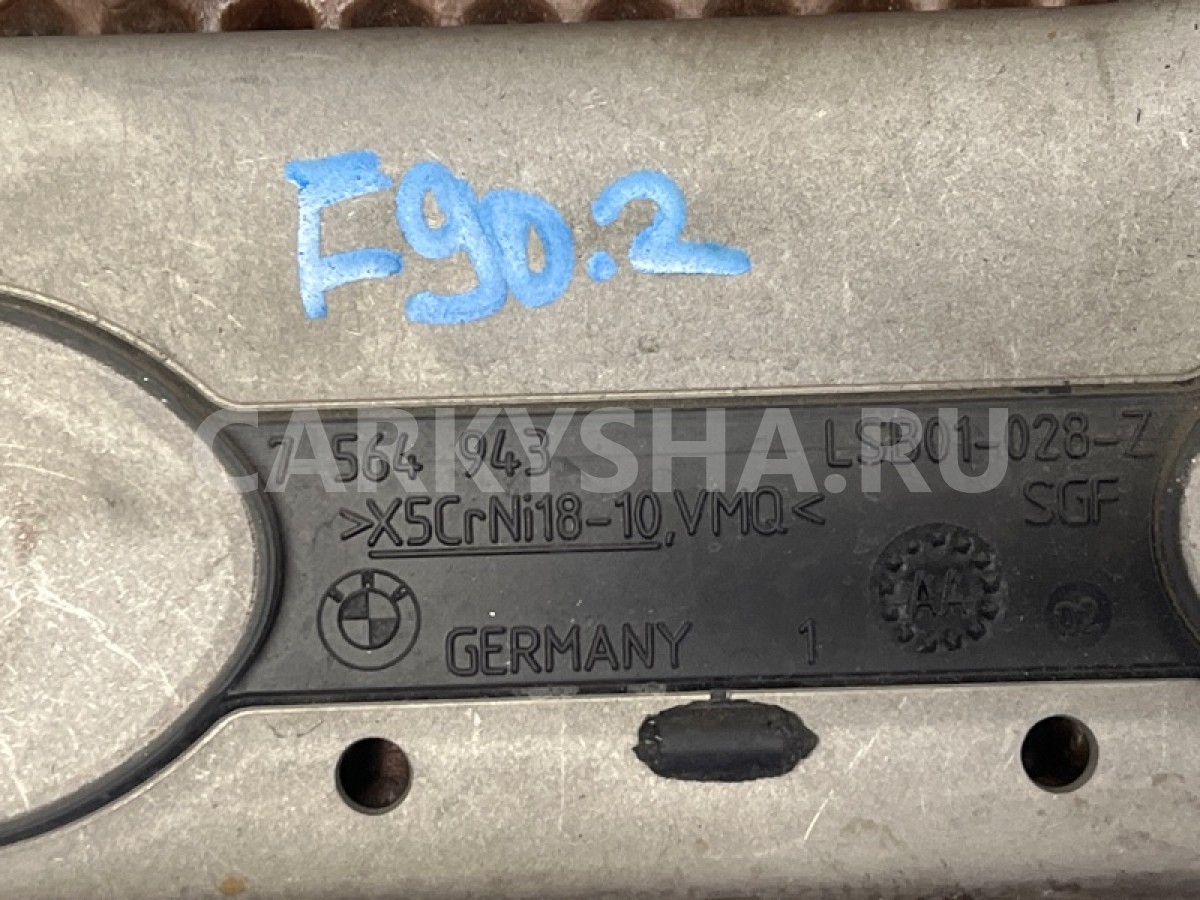 E90.2
CARKYSHA.RU
7 564 943 LSB01-028-Z
>X5CrNi18-10,VMQ< SGF
AA
GERMANY 1